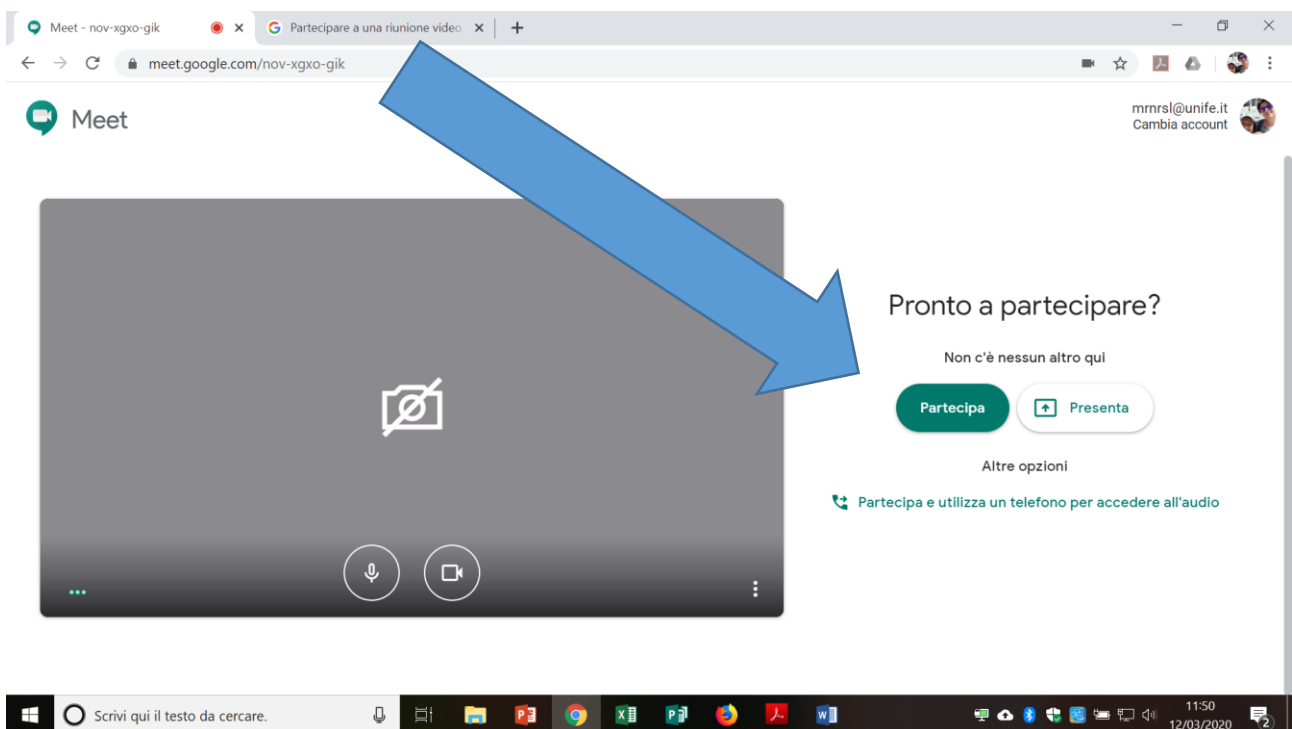 Meet - nov-xgxo-gik
Partecipare a una riunione video
meet.google.com/nov-xgxo-gik
Meet
mrnrsl@unife.it
Cambia account
Pronto a partecipare?
Non c'è nessun altro qui
Partecipa
Presenta
Altre opzioni
Partecipa e utilizza un telefono per accedere all'audio
Scrivi qui il testo da cercare.
11:50
12/03/2020
2